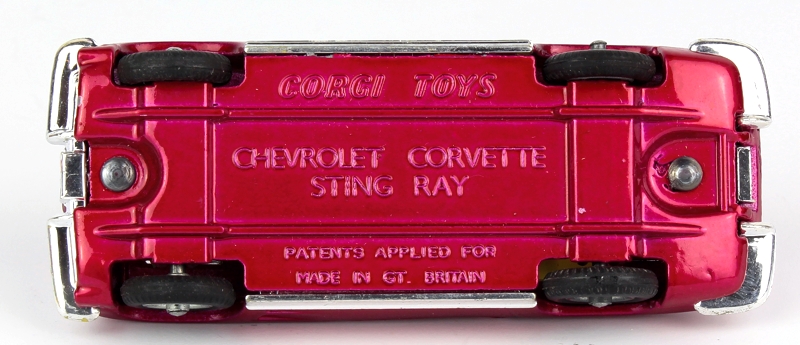 CORGI TOYS
CHEVROLET CORVETTE
STING RAY
PATENTS APPLIED FOR
MADE IN GT. BRITAIN